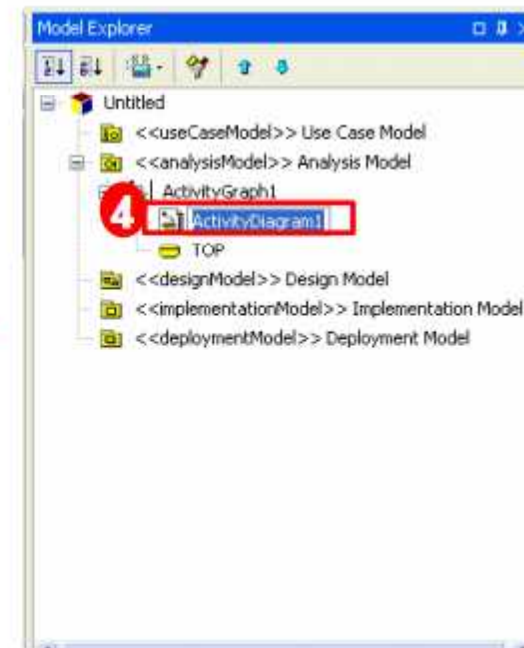 Model Explorer
Untitled
<<useCaseModel>> Use Case Model
<<analysisModel>> Analysis Model
ActivityGraph1
4
ActivityDiagram1
TOP
<<designModel>> Design Model
<<implementationModel>> Implementation Model
<<deploymentModel>> Deployment Model